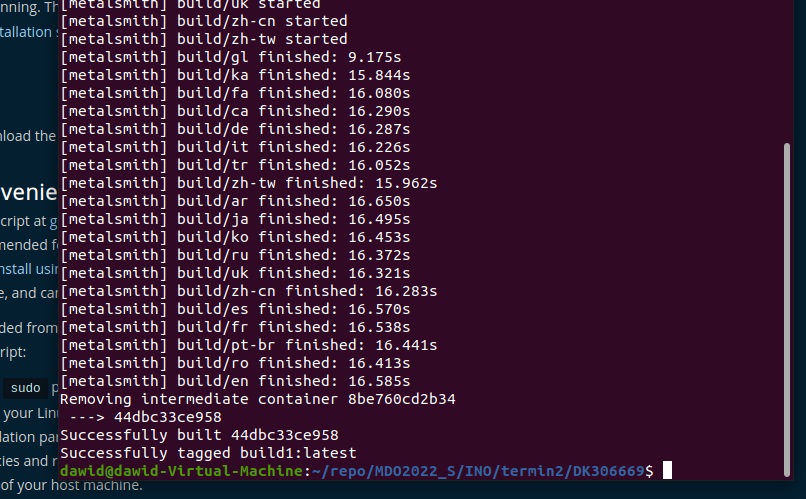 [metalsmith] build/uk started
[metalsmith] build/zh-cn started
[metalsmith] build/zh-tw started
[metalsmith] build/gl finished: 9.175s
[metalsmith] build/ka finished: 15.844s
[metalsmith] build/fa finished: 16.080s
[metalsmith] build/ca finished: 16.290s
[metalsmith] build/de finished: 16.287s
[metalsmith] build/it finished: 16.226s
[metalsmith] build/tr finished: 16.052s
[metalsmith] build/zh-tw finished: 15.962s
[metalsmith] build/ar finished: 16.650s
[metalsmith] build/ja finished: 16.495s
[metalsmith] build/ko finished: 16.453s
[metalsmith] build/ru finished: 16.372s
[metalsmith] build/uk finished: 16.321s
[metalsmith] build/zh-cn finished: 16.283s
[metalsmith] build/es finished: 16.570s
[metalsmith] build/fr finished: 16.538s
[metalsmith] build/pt-br finished: 16.441s
[metalsmith] build/ro finished: 16.413s
[metalsmith] build/en finished: 16.585s
Removing intermediate container 8be760cd2b34
---> 44dbc33ce958
Successfully built 44dbc33ce958
Successfully tagged build1:latest
dawid@dawid-Virtual-Machine:~/repo/MDO2022_S/INO/termin2/DK306669$
nning. Th
tallation s
nload the
venie
cript at g
mended fo
nstall usin
e, and can
ded from
ript:
sudo p
your Linu
lation par
cies and r
of your host machine.